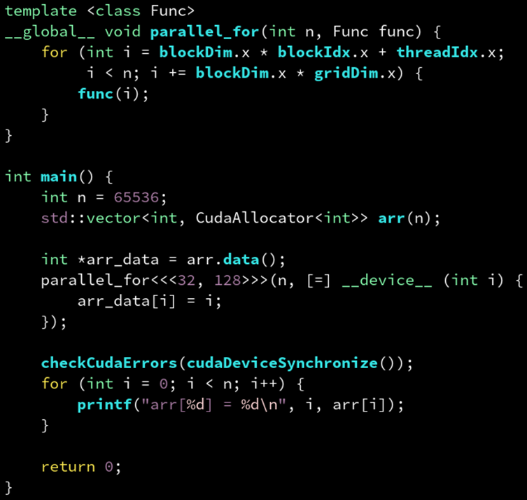 template <class Func>
__global__ void parallel_for(int n, Func func) {
    for (int i = blockDim.x * blockIdx.x + threadIdx.x;
         i < n; i += blockDim.x * gridDim.x) {
        func(i);
    }
}

int main() {
    int n = 65536;
    std::vector<int, CudaAllocator<int>> arr(n);

    int *arr_data = arr.data();
    parallel_for<<<32, 128>>>(n, [=] __device__ (int i) {
        arr_data[i] = i;
    });

    checkCudaErrors(cudaDeviceSynchronize());
    for (int i = 0; i < n; i++) {
        printf("arr[%d] = %d\n", i, arr[i]);
    }

    return 0;
}